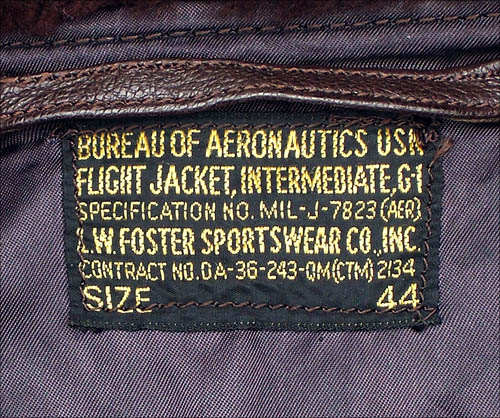 BUREAU OF AERONAUTICS USN
FLIGHT JACKET, INTERMEDIATE, G-1
SPECIFICATION NO. MIL-J-7823 (AER)
L.W. FOSTER SPORTSWEAR CO., INC.
CONTRACT NO. DA-36-243-QM(CTM) 2134
SIZE 44